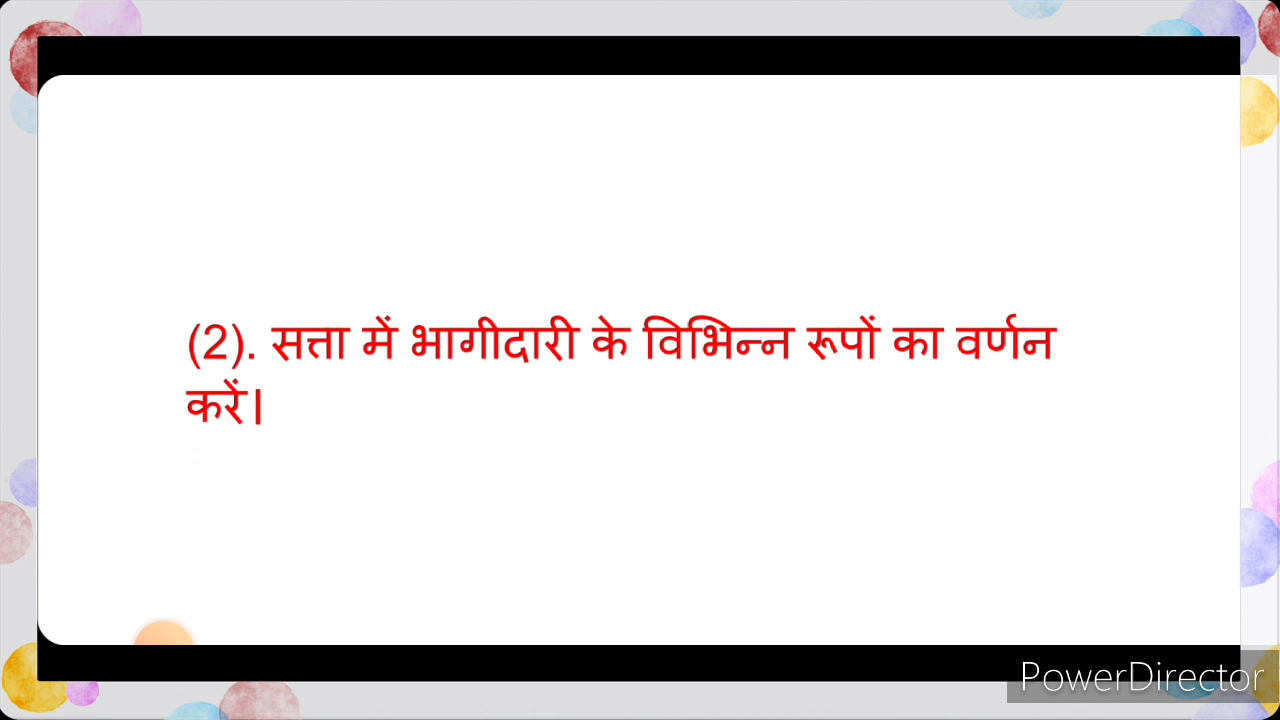 (2). सत्ता में भागीदारी के विभिन्न रूपों का वर्णन
करें।
PowerDirector